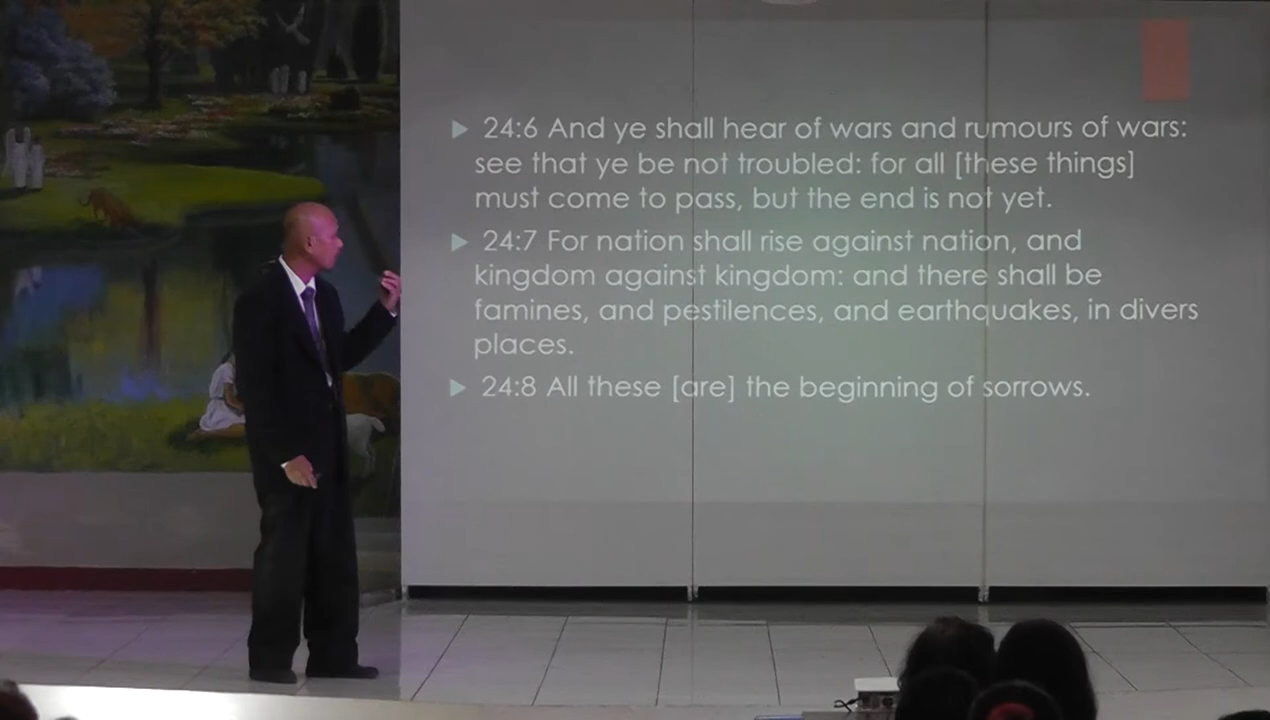 24:6 And ye shall hear of wars and rumours of wars:
see that ye be not troubled: for all [these things]
must come to pass, but the end is not yet.
24:7 For nation shall rise against nation, and
kingdom against kingdom: and there shall be
famines, and pestilences, and earthquakes, in divers
places.
24:8 All these [are] the beginning of sorrows.